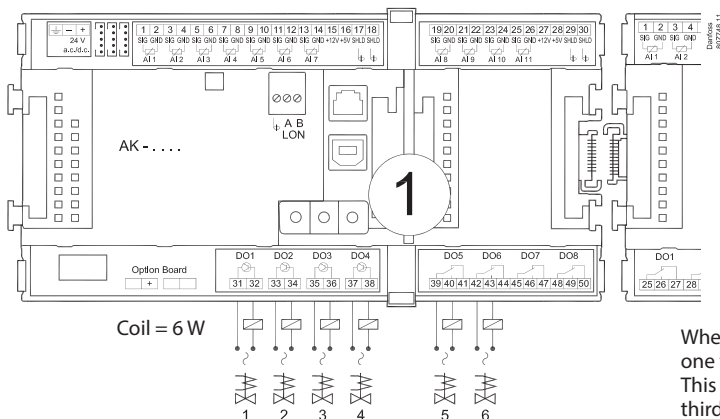 24 V
a.c./d.c.
1 2 3 4 5 6 7 8 9 10 11 12 13 14 15 16 17 18
SIG GND SIG GND SIG GND SIG GND SIG GND SIG GND SIG GND +12V +5V SHLD SHLD
AI 1 AI 2 AI 3 AI 4 AI 5 AI 6 AI 7
19 20 21 22 23 24 25 26 27 28 29 30
SIG GND SIG GND SIG GND SIG GND +12V +5V SHLD SHLD
AI 8 AI 9 AI 10 AI 11
1 2 3 4
SIG GND SIG GND
AI 1 AI 2
Danfoss
A B
LON
AK - . . . .
1
Option Board
DO1 DO2 DO3 DO4
31 32 33 34 35 36 37 38
DO5 DO6 DO7 DO8
39 40 41 42 43 44 45 46 47 48 49 50
DO1
25 26 27 28
Coil = 6 W
1 2 3 4 5 6
Whe
one
This
third